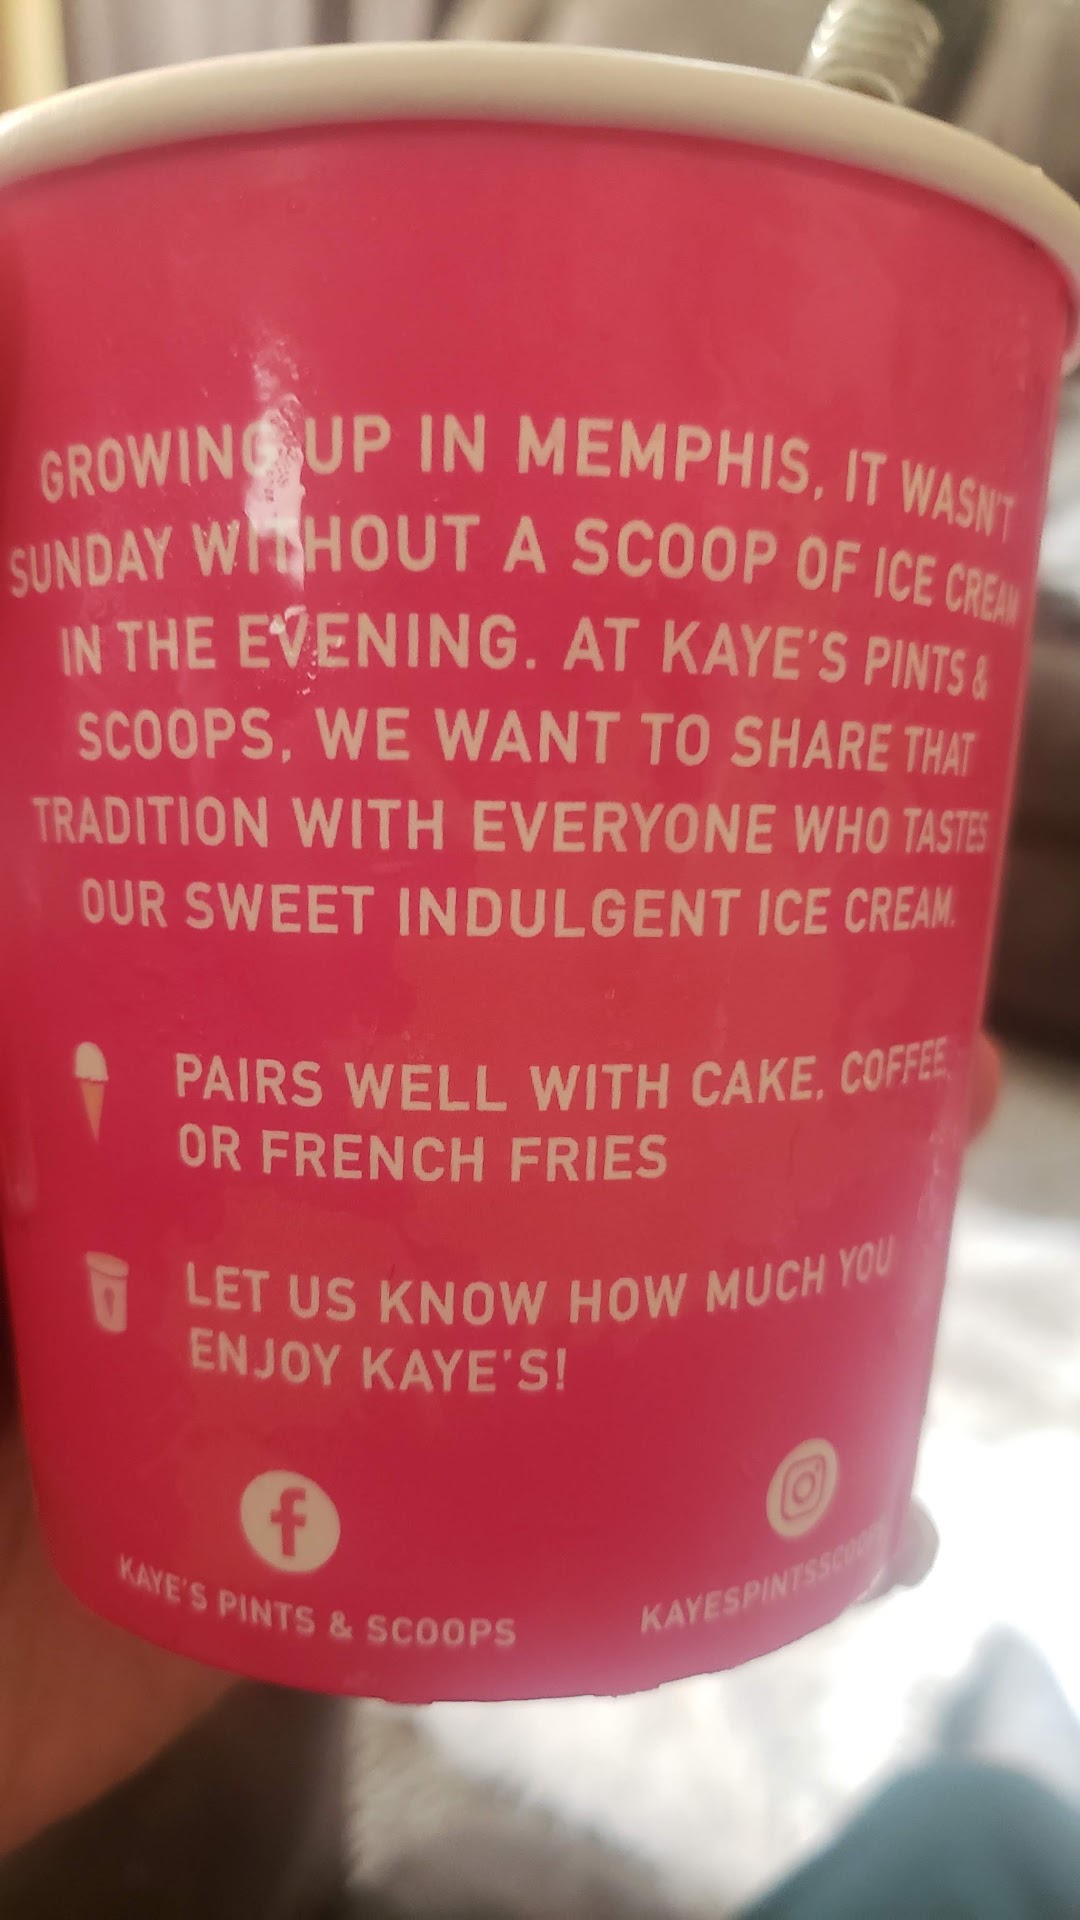 GROWING UP IN MEMPHIS, IT WASN'T
SUNDAY WITHOUT A SCOOP OF ICE CREAM
IN THE EVENING. AT KAYE'S PINTS &
SCOOPS, WE WANT TO SHARE THAT
TRADITION WITH EVERYONE WHO TASTES
OUR SWEET INDULGENT ICE CREAM.
PAIRS WELL WITH CAKE, COFFEE,
OR FRENCH FRIES
LET US KNOW HOW MUCH YOU
ENJOY KAYE'S!
KAYE'S PINTS & SCOOPS